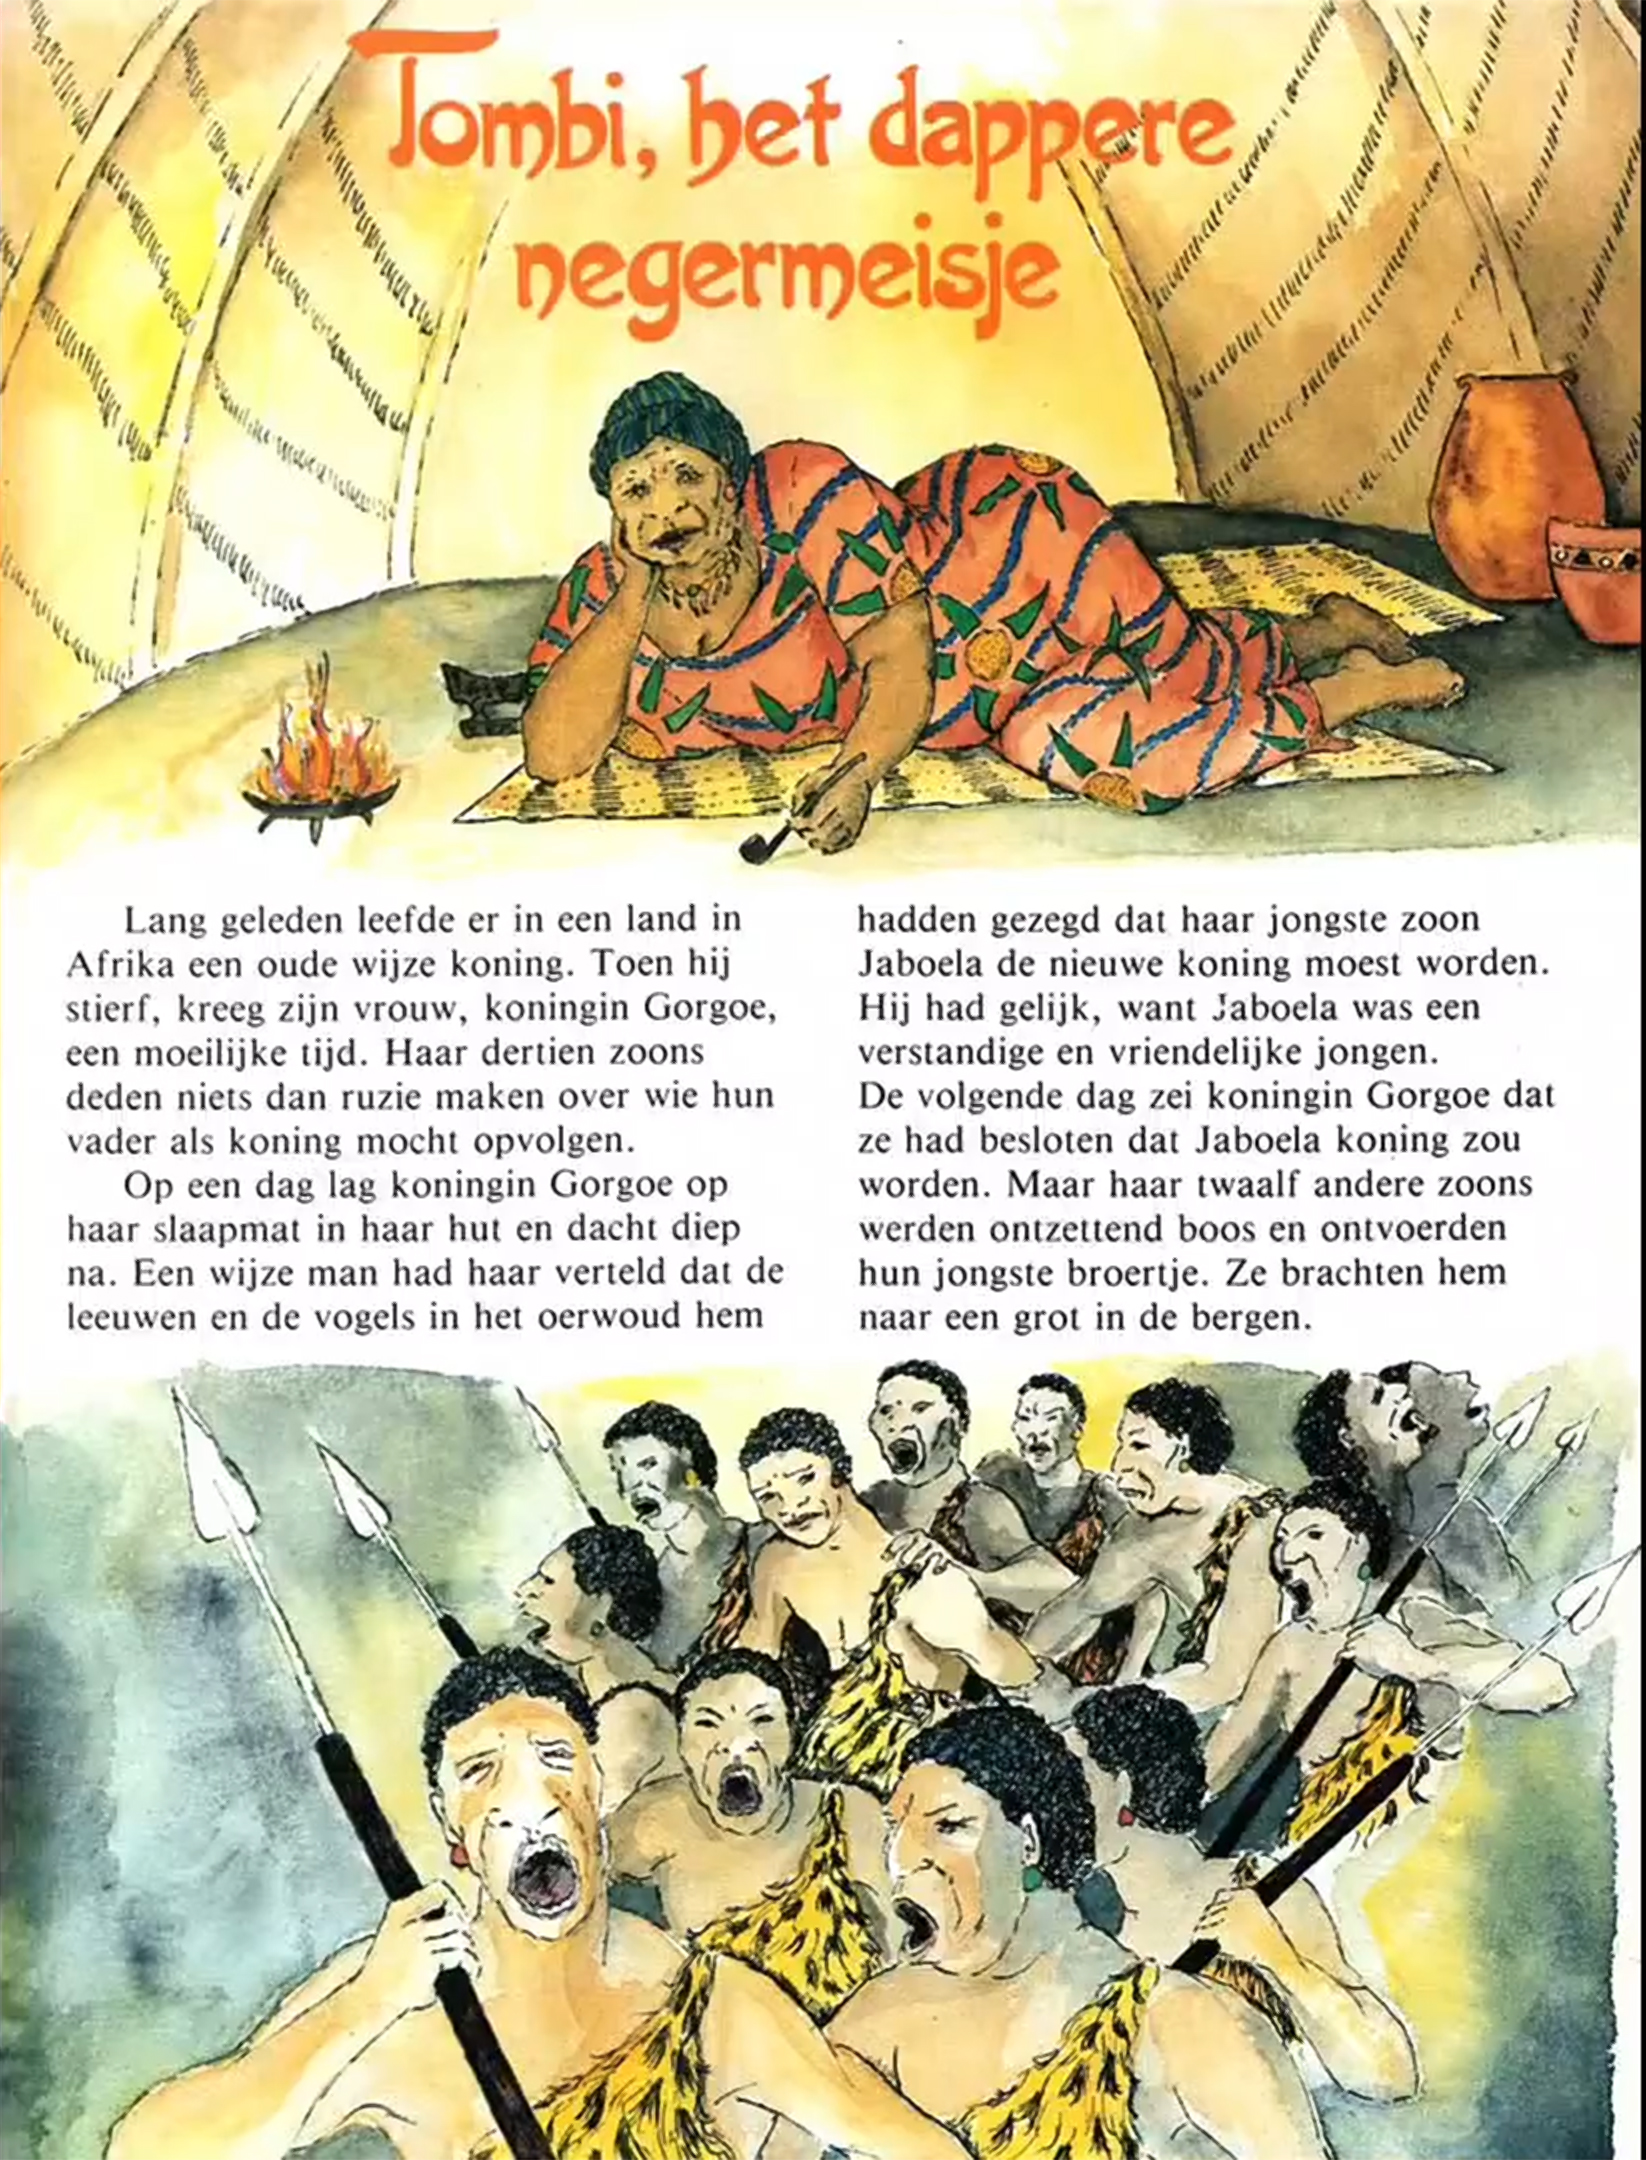 Tombi, het dappere
negermeisje
Lang geleden leefde er in een land in
Afrika een oude wijze koning. Toen hij
stierf, kreeg zijn vrouw, koningin Gorgoe,
een moeilijke tijd. Haar dertien zoons
deden niets dan ruzie maken over wie hun
vader als koning mocht opvolgen.
Op een dag lag koningin Gorgoe op
haar slaapmat in haar hut en dacht diep
na. Een wijze man had haar verteld dat de
leeuwen en de vogels in het oerwoud hem
hadden gezegd dat haar jongste zoon
Jaboela de nieuwe koning moest worden.
Hij had gelijk, want Jaboela was een
verstandige en vriendelijke jongen.
De volgende dag zei koningin Gorgoe dat
ze had besloten dat Jaboela koning zou
worden. Maar haar twaalf andere zoons
werden ontzettend boos en ontvoerden
hun jongste broertje. Ze brachten hem
naar een grot in de bergen.